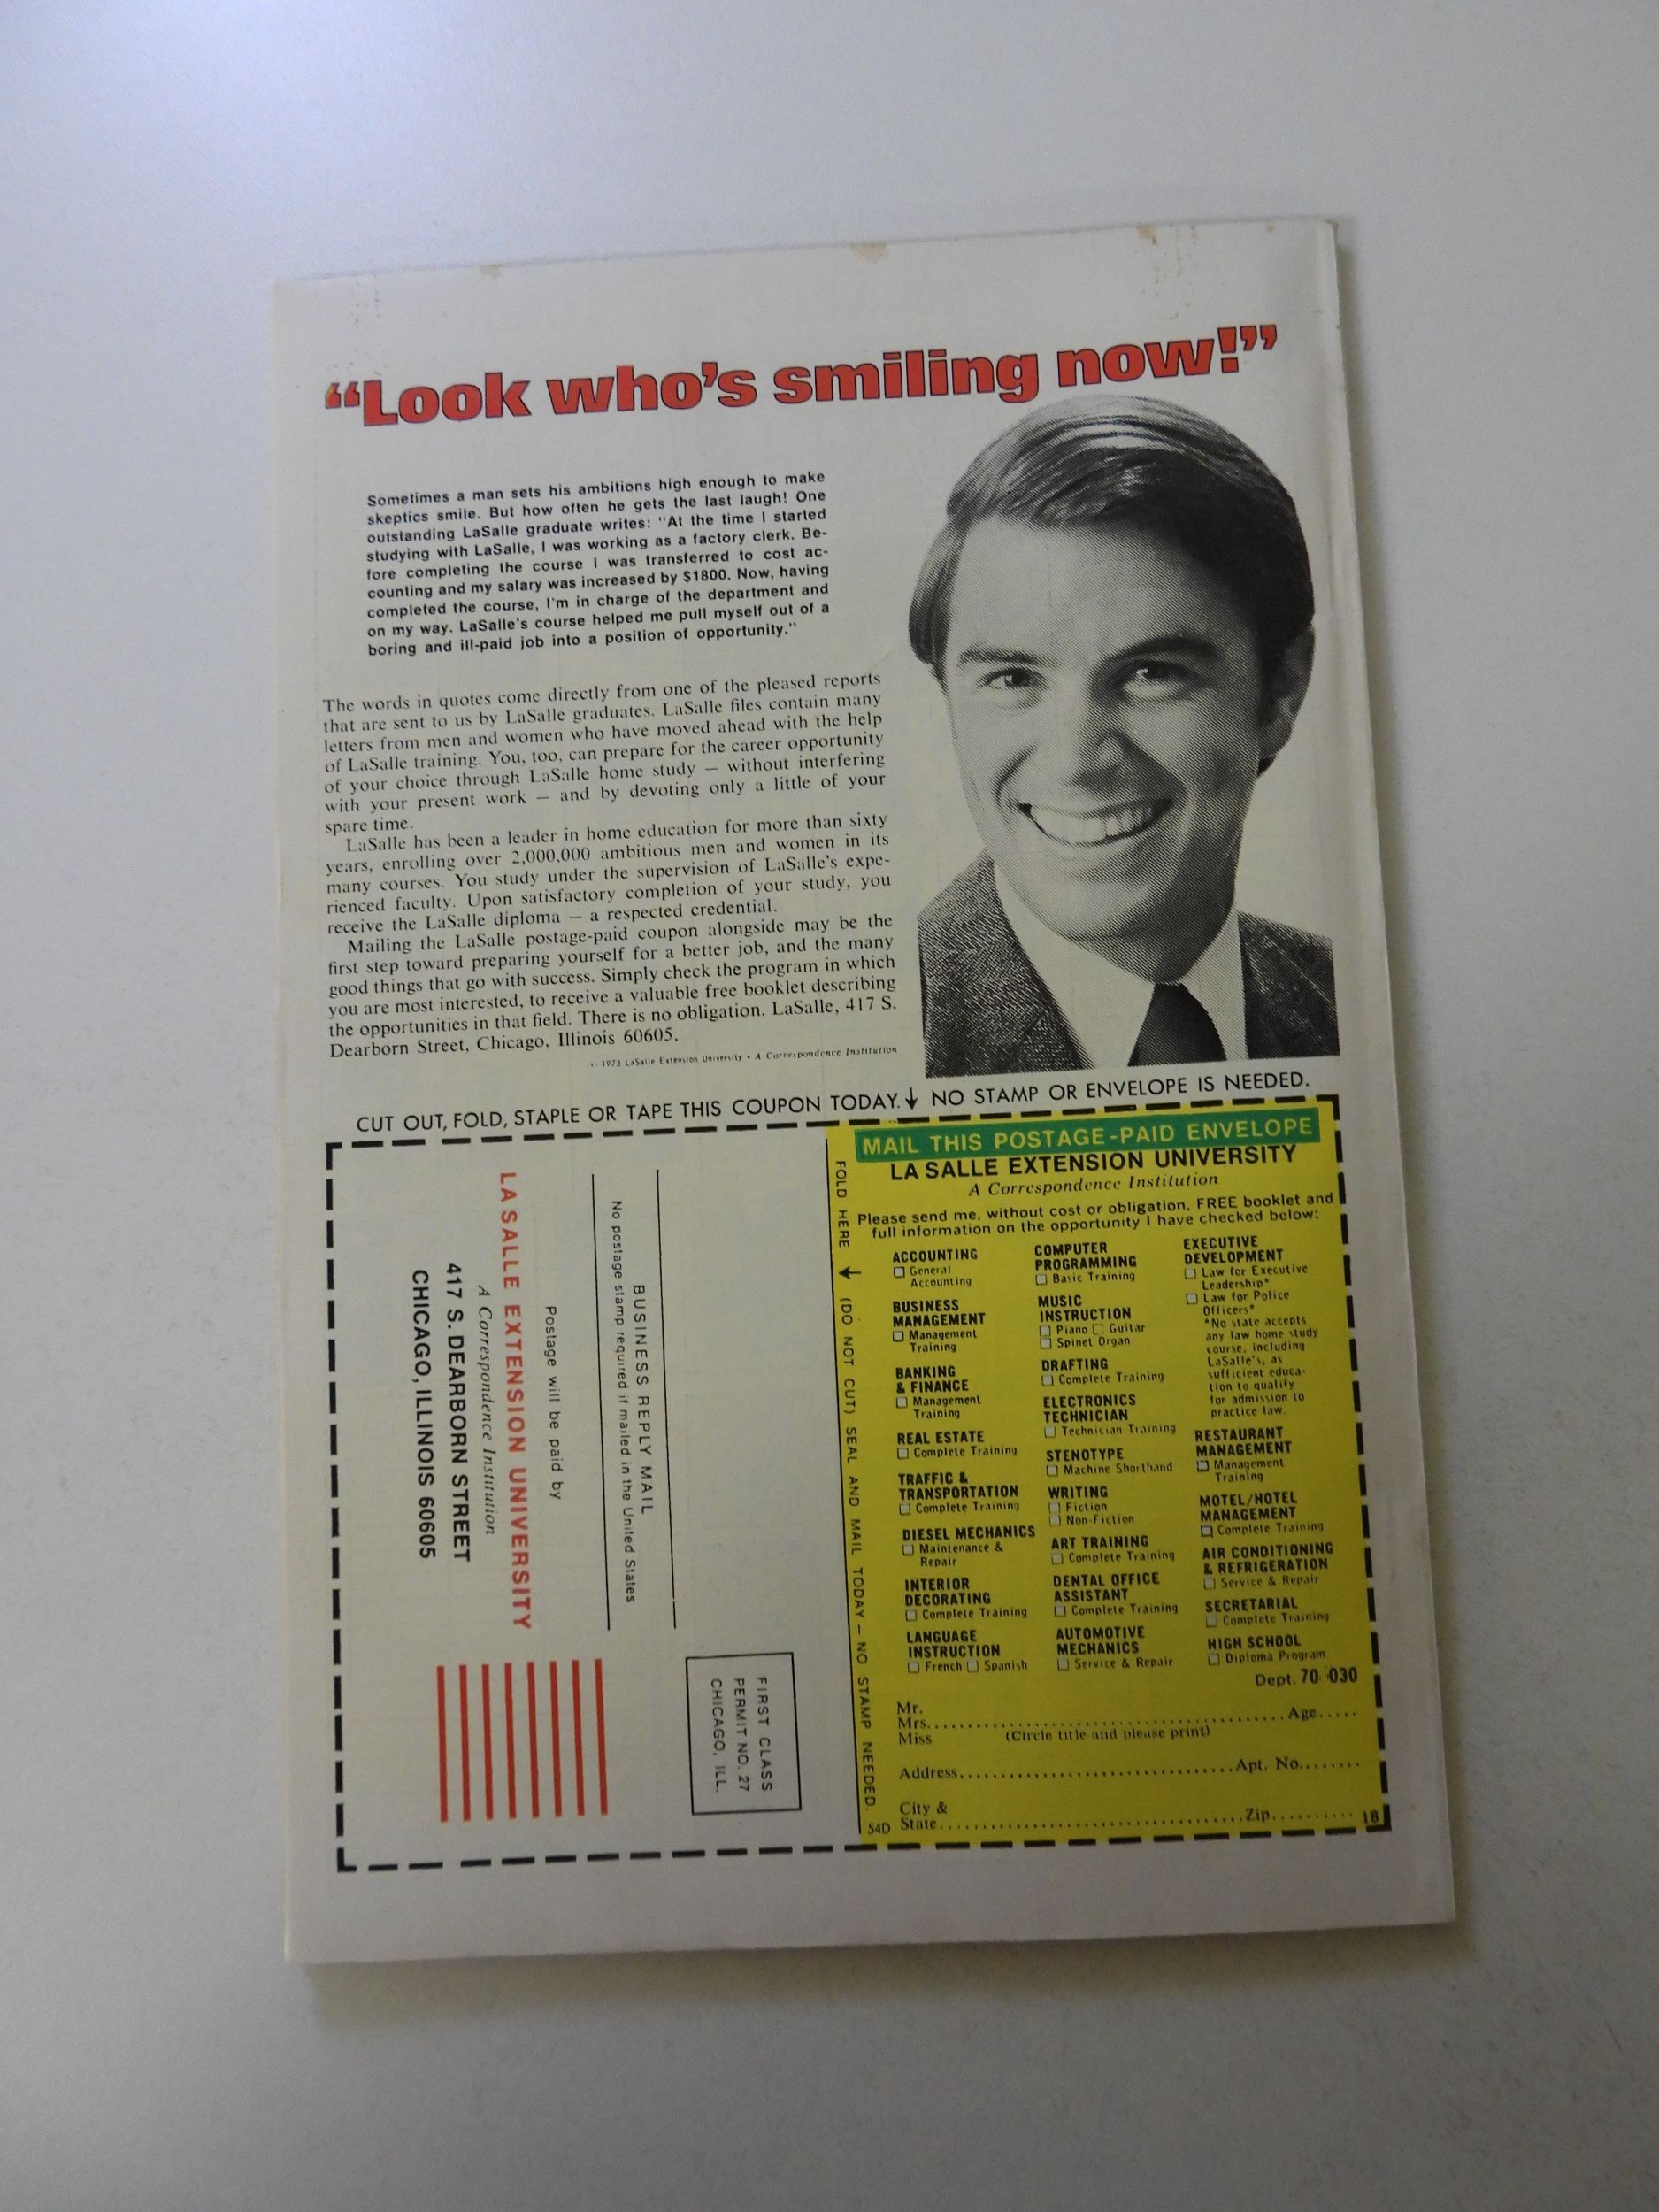 “Look who's smiling now!”
Sometimes a man sets his ambitions high enough to make
skeptics smile. But how often he gets the last laugh! One
outstanding LaSalle graduate writes: "At the time I started
studying with LaSalle, I was working as a factory clerk. Be-
fore completing the course I was transferred to cost ac-
counting and my salary was increased by $1800. Now, having
completed the course, I'm in charge of the department and
on my way. LaSalle's course helped me pull myself out of a
boring and ill-paid job into a position of opportunity."
The words in quotes come directly from one of the pleased reports
that are sent to us by LaSalle graduates. LaSalle files contain many
letters from men and women who have moved ahead with the help
of LaSalle training. You, too, can prepare for the career opportunity
of your choice through LaSalle home study — without interfering
with your present work — and by devoting only a little of your
spare time.
LaSalle has been a leader in home education for more than sixty
years, enrolling over 2,000,000 ambitious men and women in its
many courses. You study under the supervision of LaSalle's expe-
rienced faculty. Upon satisfactory completion of your study, you
receive the LaSalle diploma — a respected credential.
Mailing the LaSalle postage-paid coupon alongside may be the
first step toward preparing yourself for a better job, and the many
good things that go with success. Simply check the program in which
you are most interested, to receive a valuable free booklet describing
the opportunities in that field. There is no obligation. LaSalle, 417 S.
Dearborn Street, Chicago, Illinois 60605.
© 1973 LaSalle Extension University • A Correspondence Institution
CUT OUT, FOLD, STAPLE OR TAPE THIS COUPON TODAY. ↓ NO STAMP OR ENVELOPE IS NEEDED.
FIRST CLASS
PERMIT NO. 27
CHICAGO, ILL.
BUSINESS REPLY MAIL
No postage stamp required if mailed in the United States
Postage will be paid by
LA SALLE EXTENSION UNIVERSITY
A Correspondence Institution
417 S. DEARBORN STREET
CHICAGO, ILLINOIS 60605
FOLD HERE (DO NOT CUT) SEAL AND MAIL TODAY — NO STAMP NEEDED.
MAIL THIS POSTAGE-PAID ENVELOPE
LA SALLE EXTENSION UNIVERSITY
A Correspondence Institution
Please send me, without cost or obligation, FREE booklet and
full information on the opportunity I have checked below:
ACCOUNTING
☐ General
Accounting
BUSINESS
MANAGEMENT
☐ Management
Training
BANKING
& FINANCE
☐ Management
Training
REAL ESTATE
☐ Complete Training
TRAFFIC &
TRANSPORTATION
☐ Complete Training
DIESEL MECHANICS
☐ Maintenance &
Repair
INTERIOR
DECORATING
☐ Complete Training
LANGUAGE
INSTRUCTION
☐ French ☐ Spanish
COMPUTER
PROGRAMMING
☐ Basic Training
MUSIC
INSTRUCTION
☐ Piano ☐ Guitar
☐ Spinet Organ
DRAFTING
☐ Complete Training
ELECTRONICS
TECHNICIAN
☐ Technician Training
STENOTYPE
☐ Machine Shorthand
WRITING
☐ Fiction
☐ Non-Fiction
ART TRAINING
☐ Complete Training
DENTAL OFFICE
ASSISTANT
☐ Complete Training
AUTOMOTIVE
MECHANICS
☐ Service & Repair
EXECUTIVE
DEVELOPMENT
☐ Law for Executive
Leadership*
☐ Law for Police
Officers*
*No state accepts
any law home study
course, including
LaSalle's, as
sufficient educa-
tion to qualify
for admission to
practice law.
RESTAURANT
MANAGEMENT
☐ Management
Training
MOTEL/HOTEL
MANAGEMENT
☐ Complete Training
AIR CONDITIONING
& REFRIGERATION
☐ Service & Repair
SECRETARIAL
☐ Complete Training
HIGH SCHOOL
☐ Diploma Program
Dept. 70 030
Mr.
Mrs. Age
Miss (Circle title and please print)
Address Apt. No.
City &
State Zip
54D
18